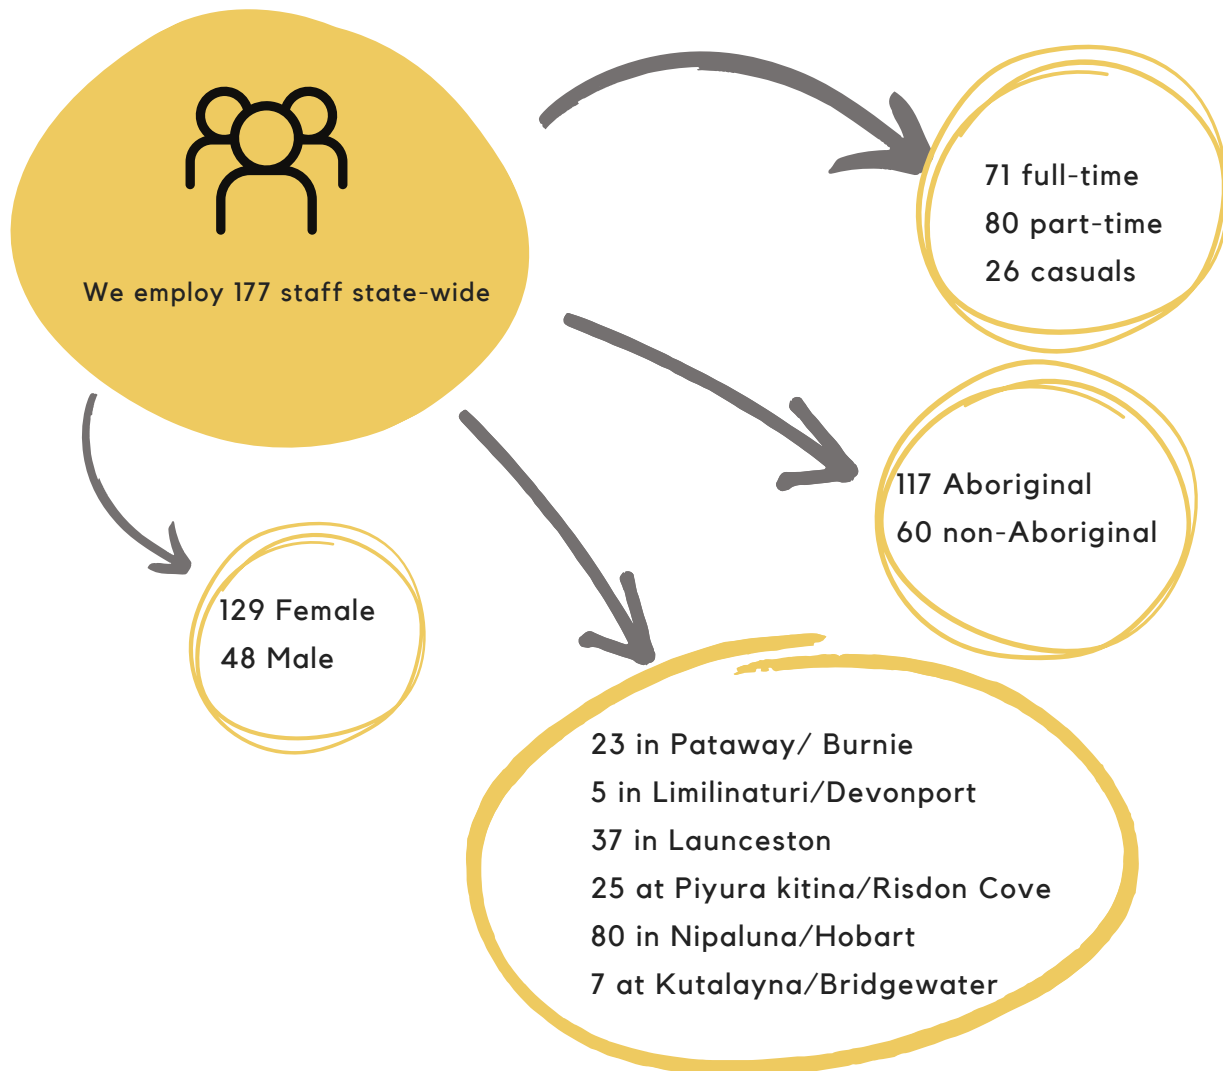 We employ 177 staff state-wide
71 full-time
80 part-time
26 casuals
117 Aboriginal
60 non-Aboriginal
129 Female
48 Male
23 in Pataway/ Burnie
5 in Limilinaturi/Devonport
37 in Launceston
25 at Piyura kitina/Risdon Cove
80 in Nipaluna/Hobart
7 at Kutalayna/Bridgewater